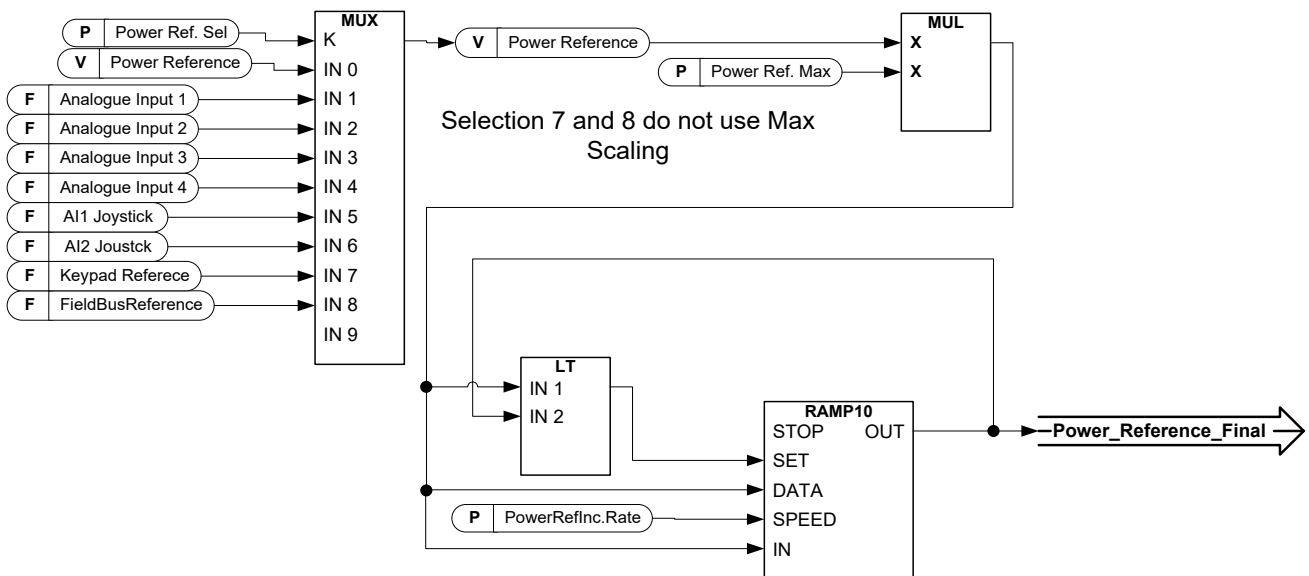 MUX
P Power Ref. Sel
K
V Power Reference
IN 0
F Analogue Input 1
IN 1
F Analogue Input 2
IN 2
F Analogue Input 3
IN 3
F Analogue Input 4
IN 4
F AI1 Joystick
IN 5
F AI2 Joustck
IN 6
F Keypad Referece
IN 7
F FieldBusReference
IN 8
IN 9
V Power Reference
P Power Ref. Max
MUL
X
X
Selection 7 and 8 do not use Max
Scaling
LT
IN 1
IN 2
RAMP10
STOP OUT
SET
DATA
P PowerRefInc.Rate
SPEED
IN
Power_Reference_Final